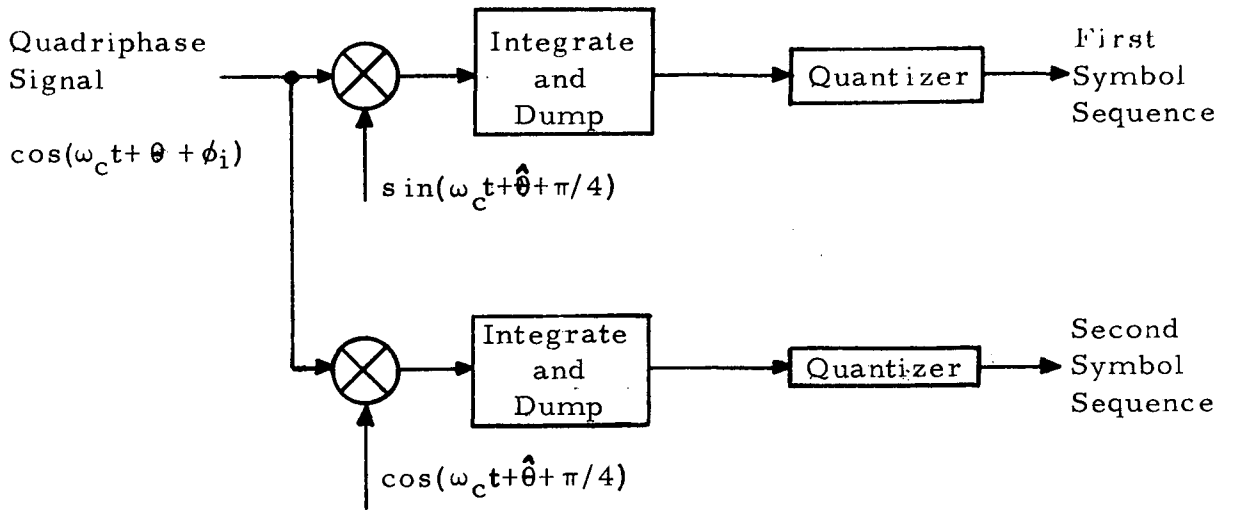 Quadriphase
Signal
cos(ω_c t+ θ + ϕ_i)
Integrate
and
Dump
Quantizer
First
Symbol
Sequence
sin(ω_c t+θ̂+π/4)
Integrate
and
Dump
Quantizer
Second
Symbol
Sequence
cos(ω_c t+θ̂+π/4)